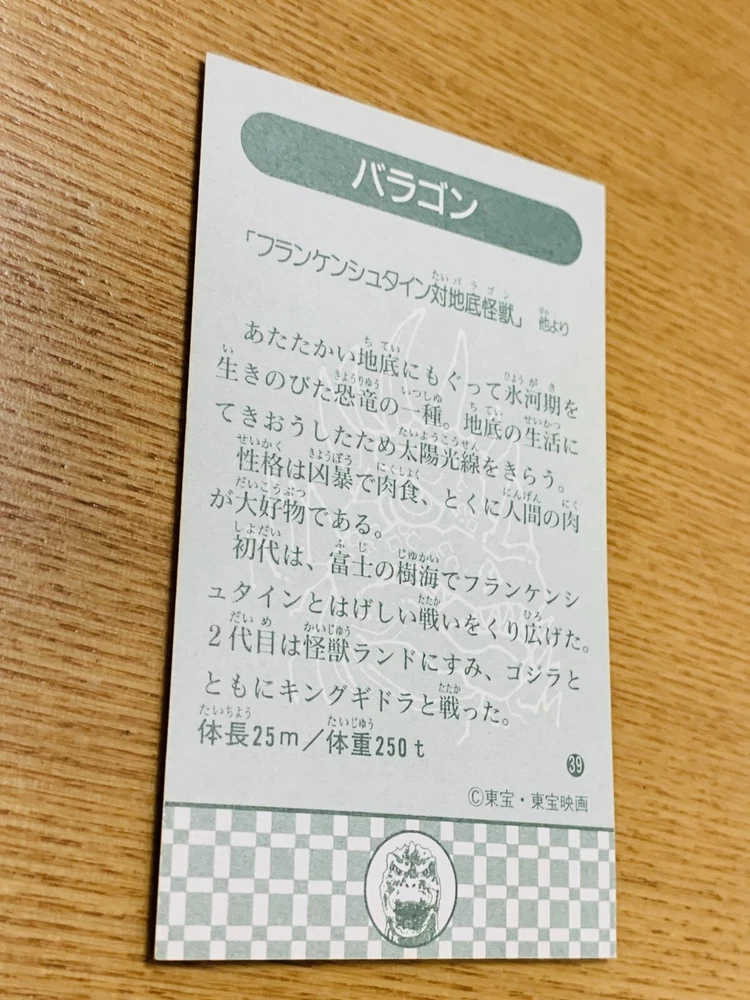 バラゴン
「フランケンシュタイン対地底怪獣」 他より
あたたかい地底にもぐって氷河期を
生きのびた恐竜の一種。地底の生活に
てきおうしたため太陽光線をきらう。
性格は凶暴で肉食、とくに人間の肉
が大好物である。
初代は、富士の樹海でフランケンシ
ュタインとはげしい戦いをくり広げた。
2代目は怪獣ランドにすみ、ゴジラと
ともにキングギドラと戦った。
体長25m／体重250t
39
©東宝・東宝映画